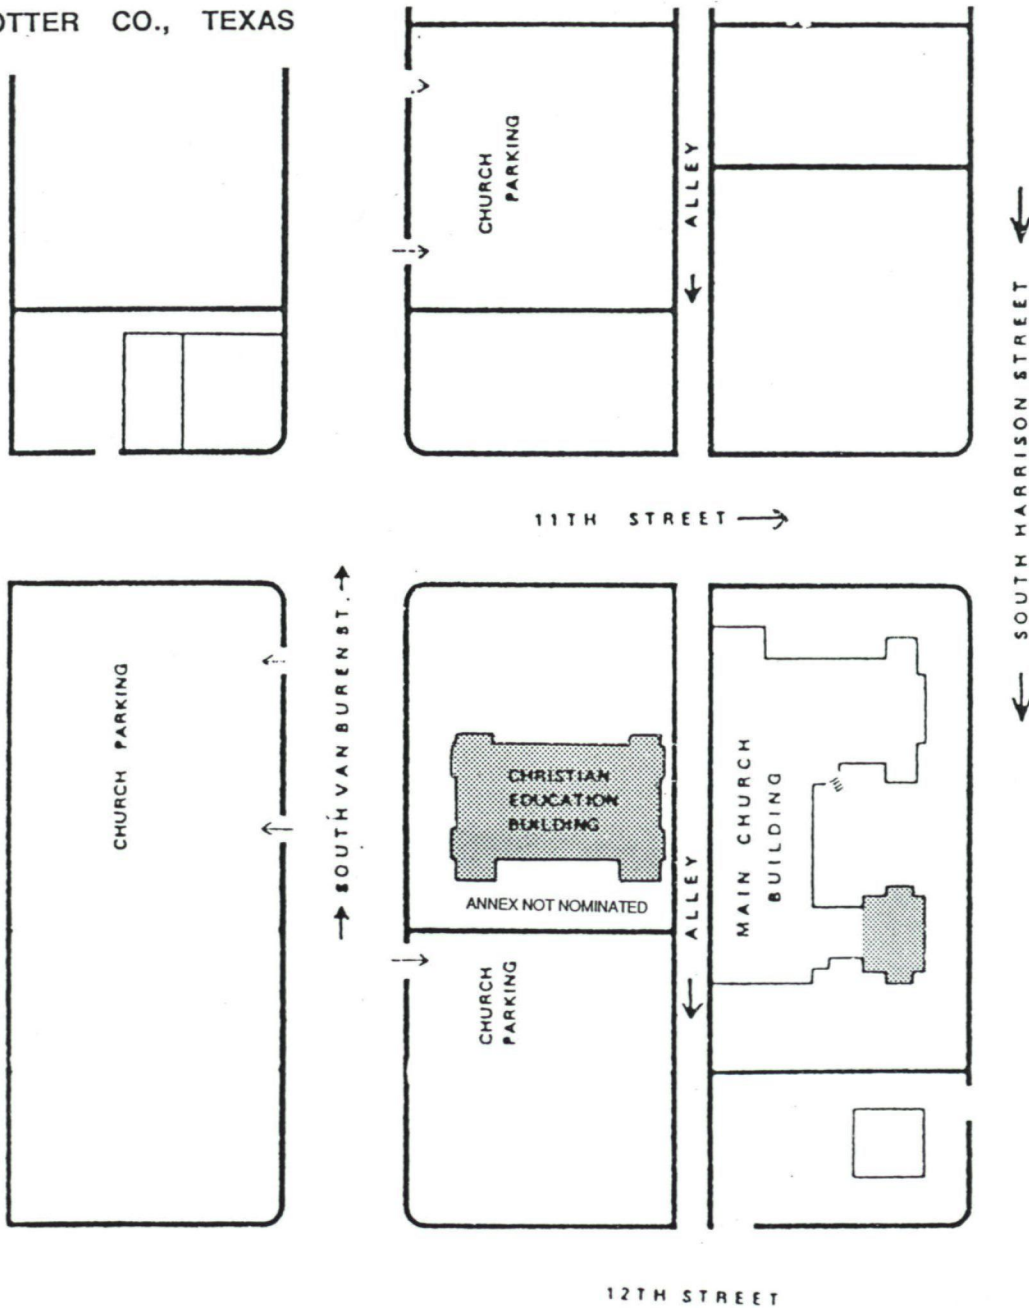 OTTER CO., TEXAS
CHURCH
PARKING
ALLEY
SOUTH HARRISON STREET
11TH STREET
CHURCH PARKING
SOUTH VAN BUREN ST.
CHRISTIAN
EDUCATION
BUILDING
ANNEX NOT NOMINATED
ALLEY
MAIN CHURCH
BUILDING
CHURCH
PARKING
12TH STREET